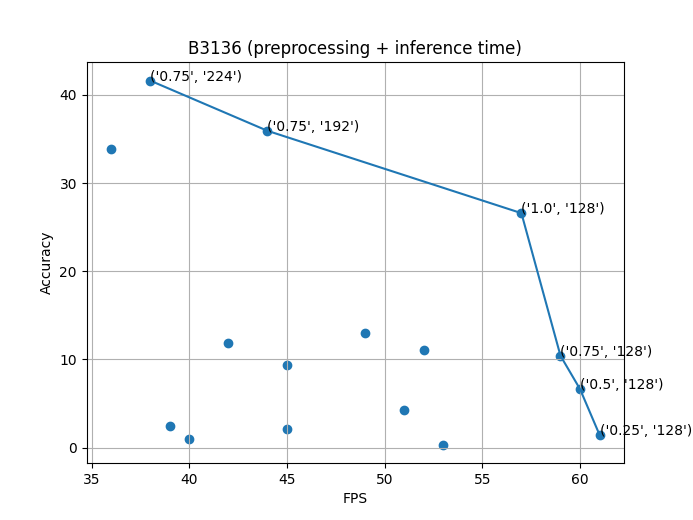 B3136 (preprocessing + inference time)
('0.75', '224')
('0.75', '192')
('1.0', '128')
('0.75', '128')
('0.5', '128')
('0.25', '128')
40
30
20
10
0
Accuracy
35 40 45 50 55 60
FPS